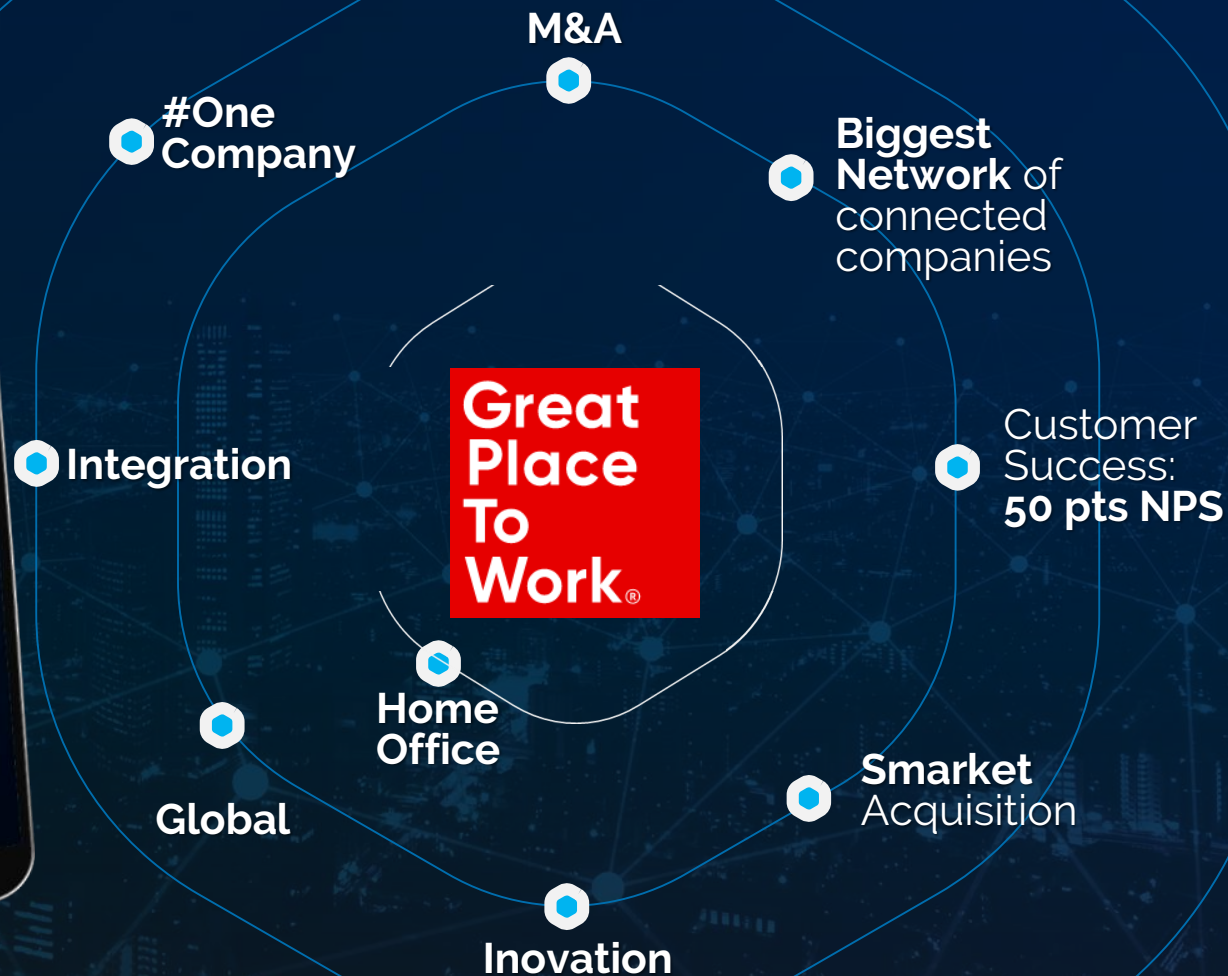 M&A
#One
Company
Biggest
Network of
connected
companies
Great
Place
To
Work®
Integration
Customer
Success:
50 pts NPS
Home
Office
Global
Smarket
Acquisition
Inovation